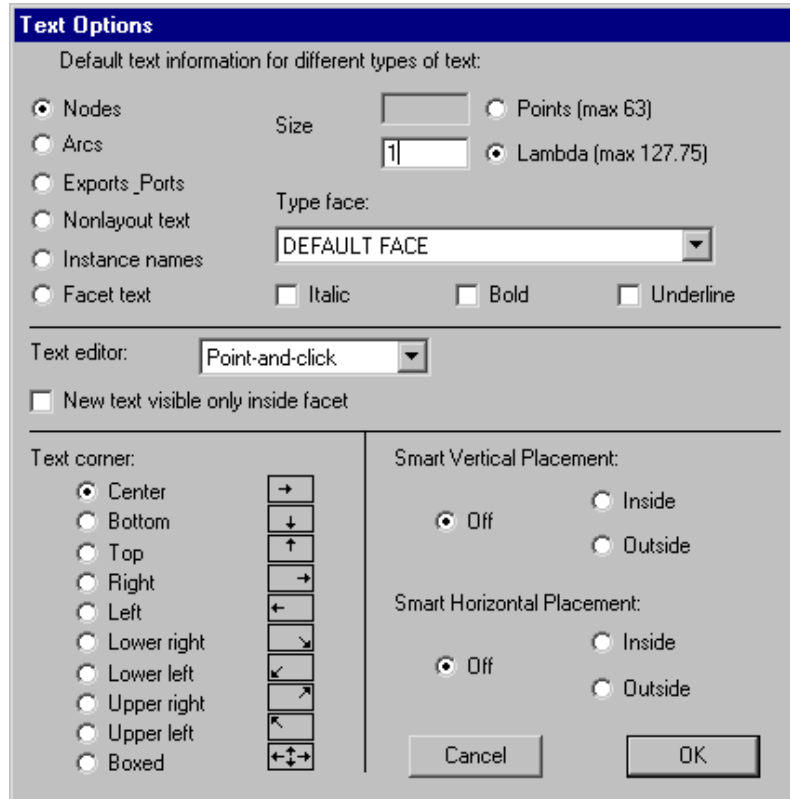 Text Options
Default text information for different types of text:
Nodes
Arcs
Exports_Ports
Nonlayout text
Instance names
Facet text
Size
Points (max 63)
1
Lambda (max 127.75)
Type face:
DEFAULT FACE
Italic
Bold
Underline
Text editor:
Point-and-click
New text visible only inside facet
Text corner:
Center
Bottom
Top
Right
Left
Lower right
Lower left
Upper right
Upper left
Boxed
Smart Vertical Placement:
Off
Inside
Outside
Smart Horizontal Placement:
Off
Inside
Outside
Cancel
OK